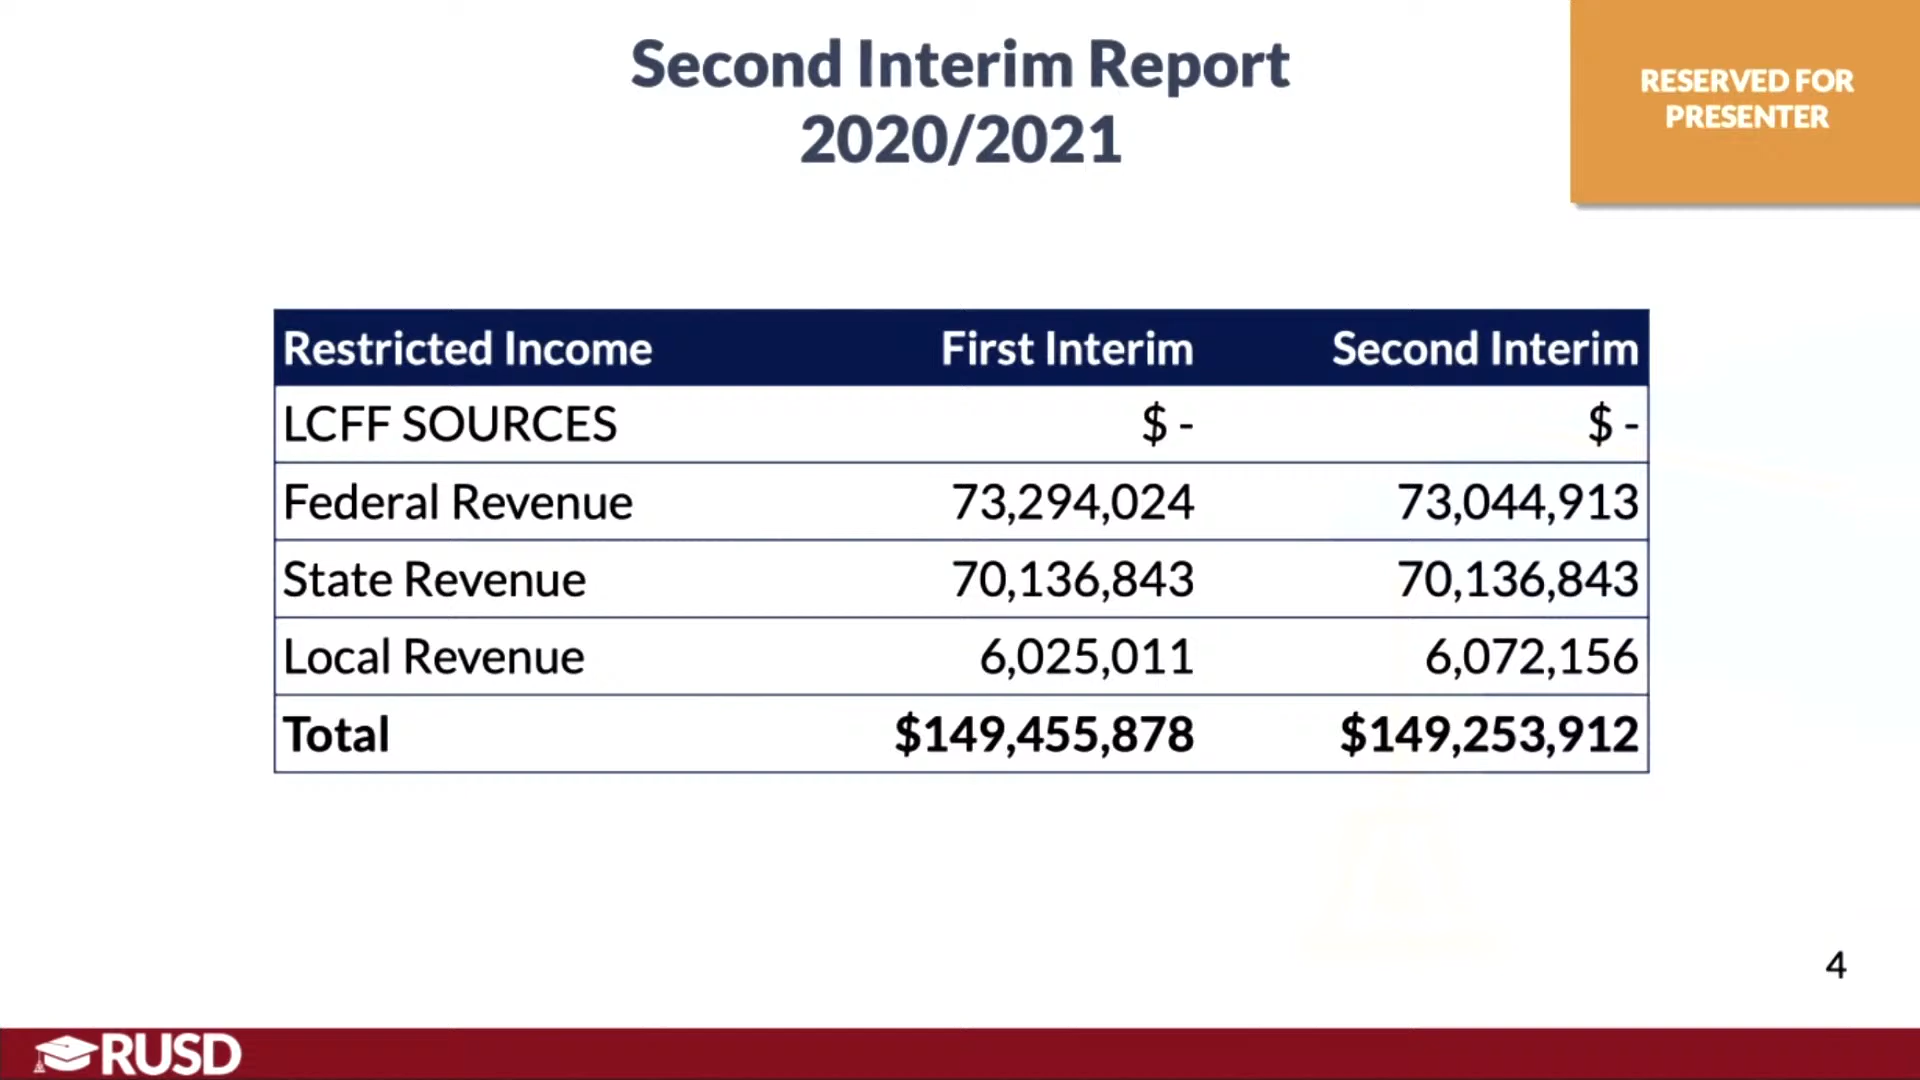 Second Interim Report
2020/2021
RESERVED FOR
PRESENTER
Restricted Income First Interim Second Interim
LCFF SOURCES $ - $ -
Federal Revenue 73,294,024 73,044,913
State Revenue 70,136,843 70,136,843
Local Revenue 6,025,011 6,072,156
Total $149,455,878 $149,253,912
4
RUSD